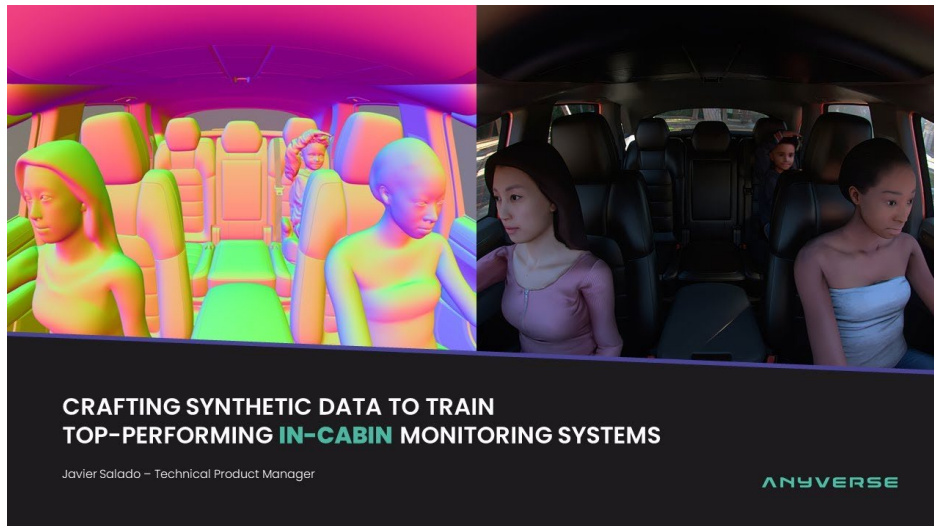 CRAFTING SYNTHETIC DATA TO TRAIN
TOP-PERFORMING IN-CABIN MONITORING SYSTEMS
Javier Salado – Technical Product Manager
ANYVERSE